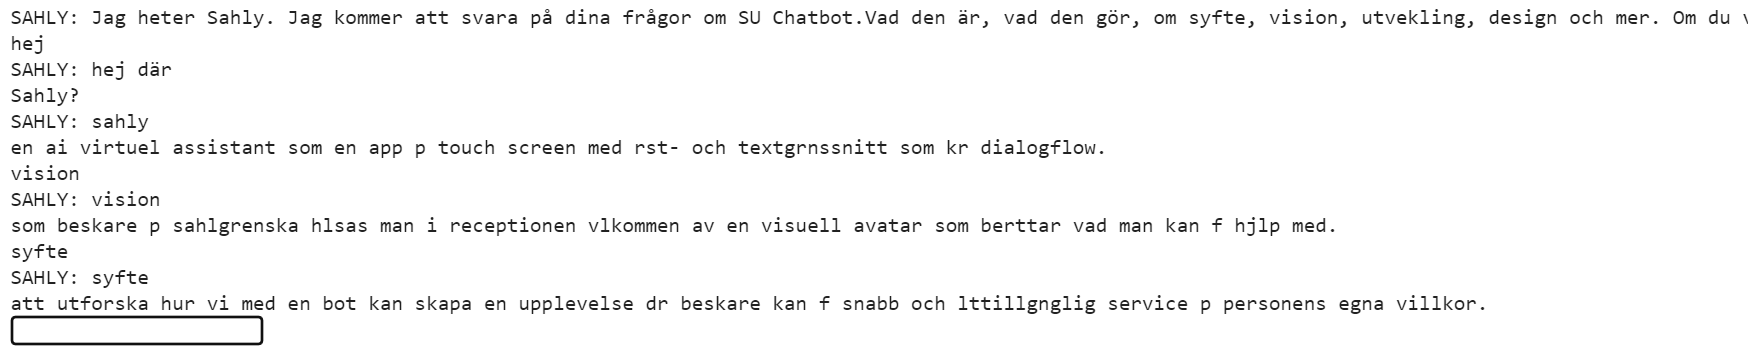 SAHLY: Jag heter Sahly. Jag kommer att svara på dina frågor om SU Chatbot.Vad den är, vad den gör, om syfte, vision, utvekling, design och mer. Om du
hej
SAHLY: hej där
Sahly?
SAHLY: sahly
en ai virtuel assistant som en app p touch screen med rst- och textgrnssnitt som kr dialogflow.
vision
SAHLY: vision
som beskare p sahlgrenska hlsas man i receptionen vlkommen av en visuell avatar som berttar vad man kan f hjlp med.
syfte
SAHLY: syfte
att utforska hur vi med en bot kan skapa en upplevelse dr beskare kan f snabb och lttillgnglig service p personens egna villkor.